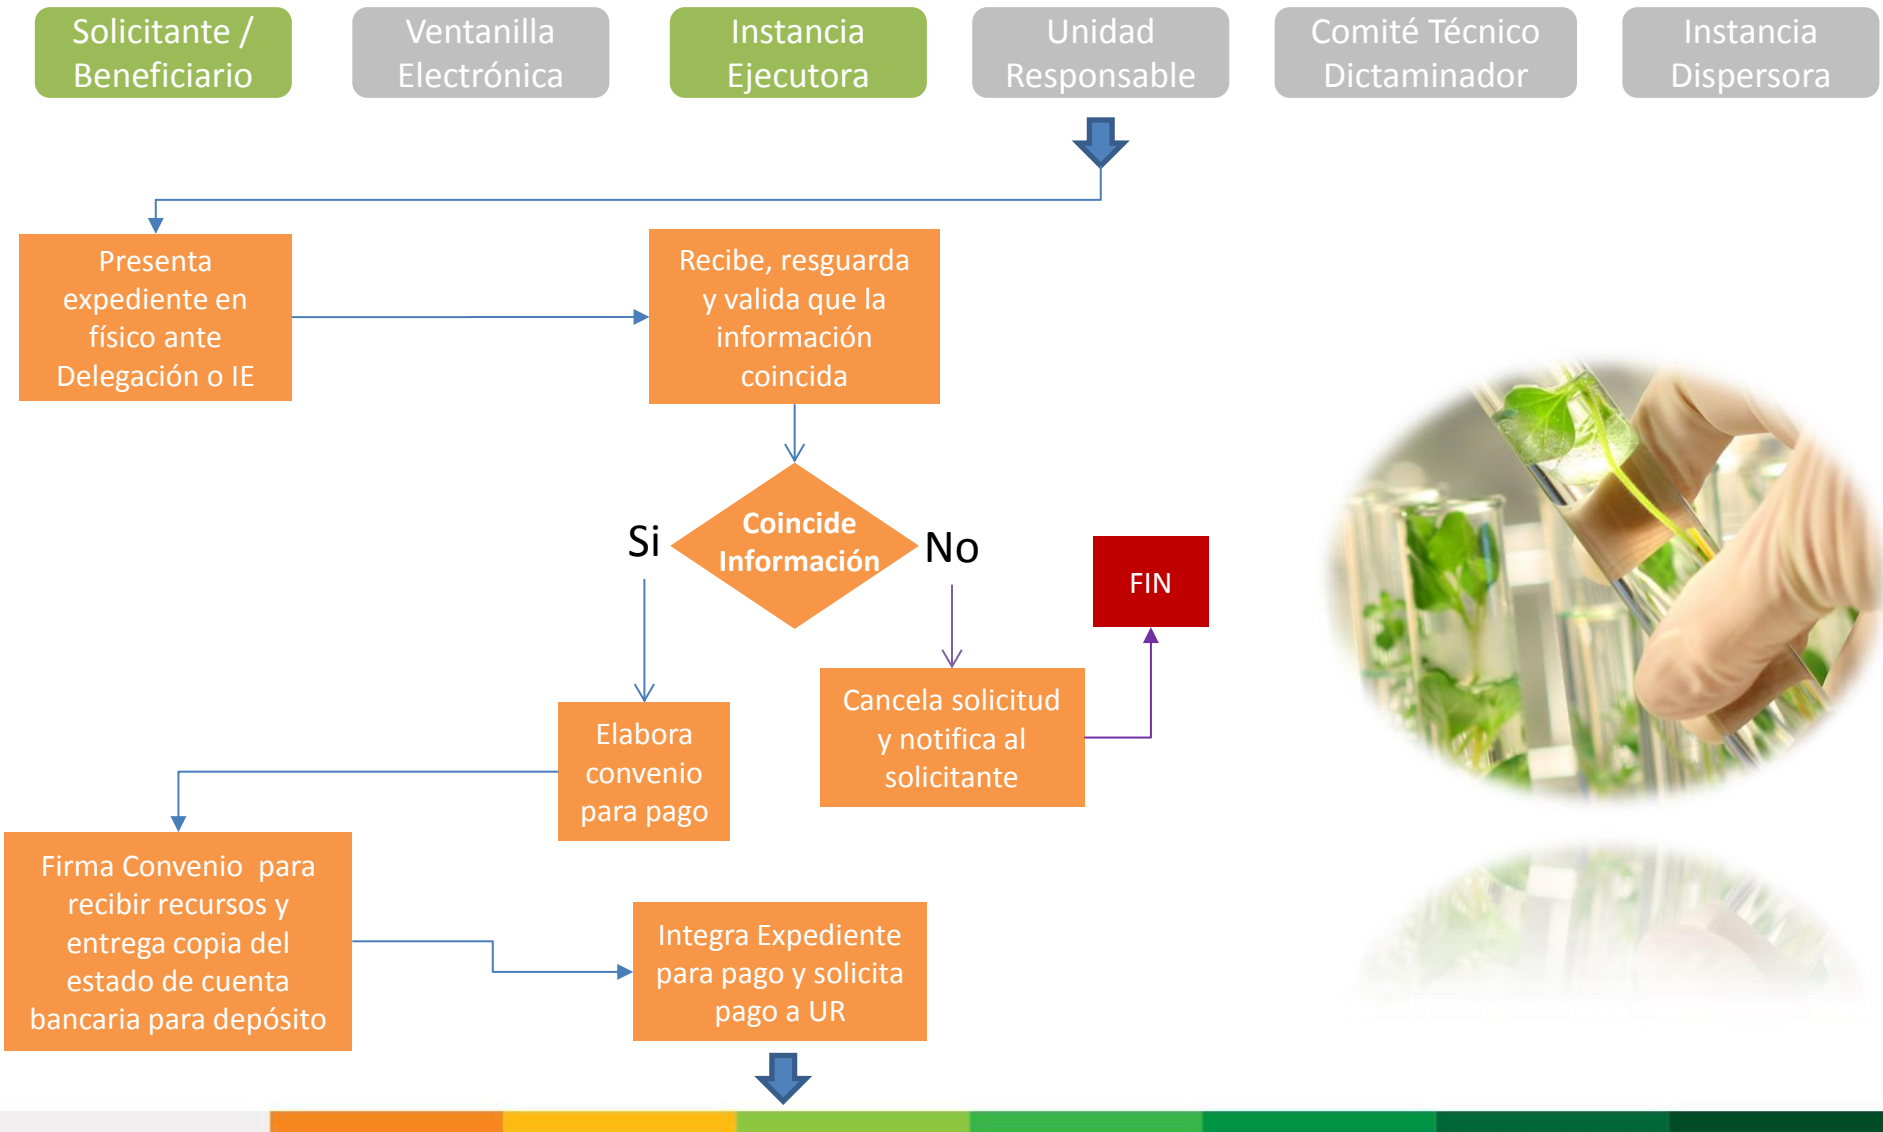 Solicitante /
Beneficiario
Ventanilla
Electrónica
Instancia
Ejecutora
Unidad
Responsable
Comité Técnico
Dictaminador
Instancia
Dispersora
Presenta
expediente en
físico ante
Delegación o IE
Recibe, resguarda
y valida que la
información
coincida
Si
Coincide
Información
No
FIN
Cancela solicitud
y notifica al
solicitante
Elabora
convenio
para pago
Firma Convenio  para
recibir recursos y
entrega copia del
estado de cuenta
bancaria para depósito
Integra Expediente
para pago y solicita
pago a UR